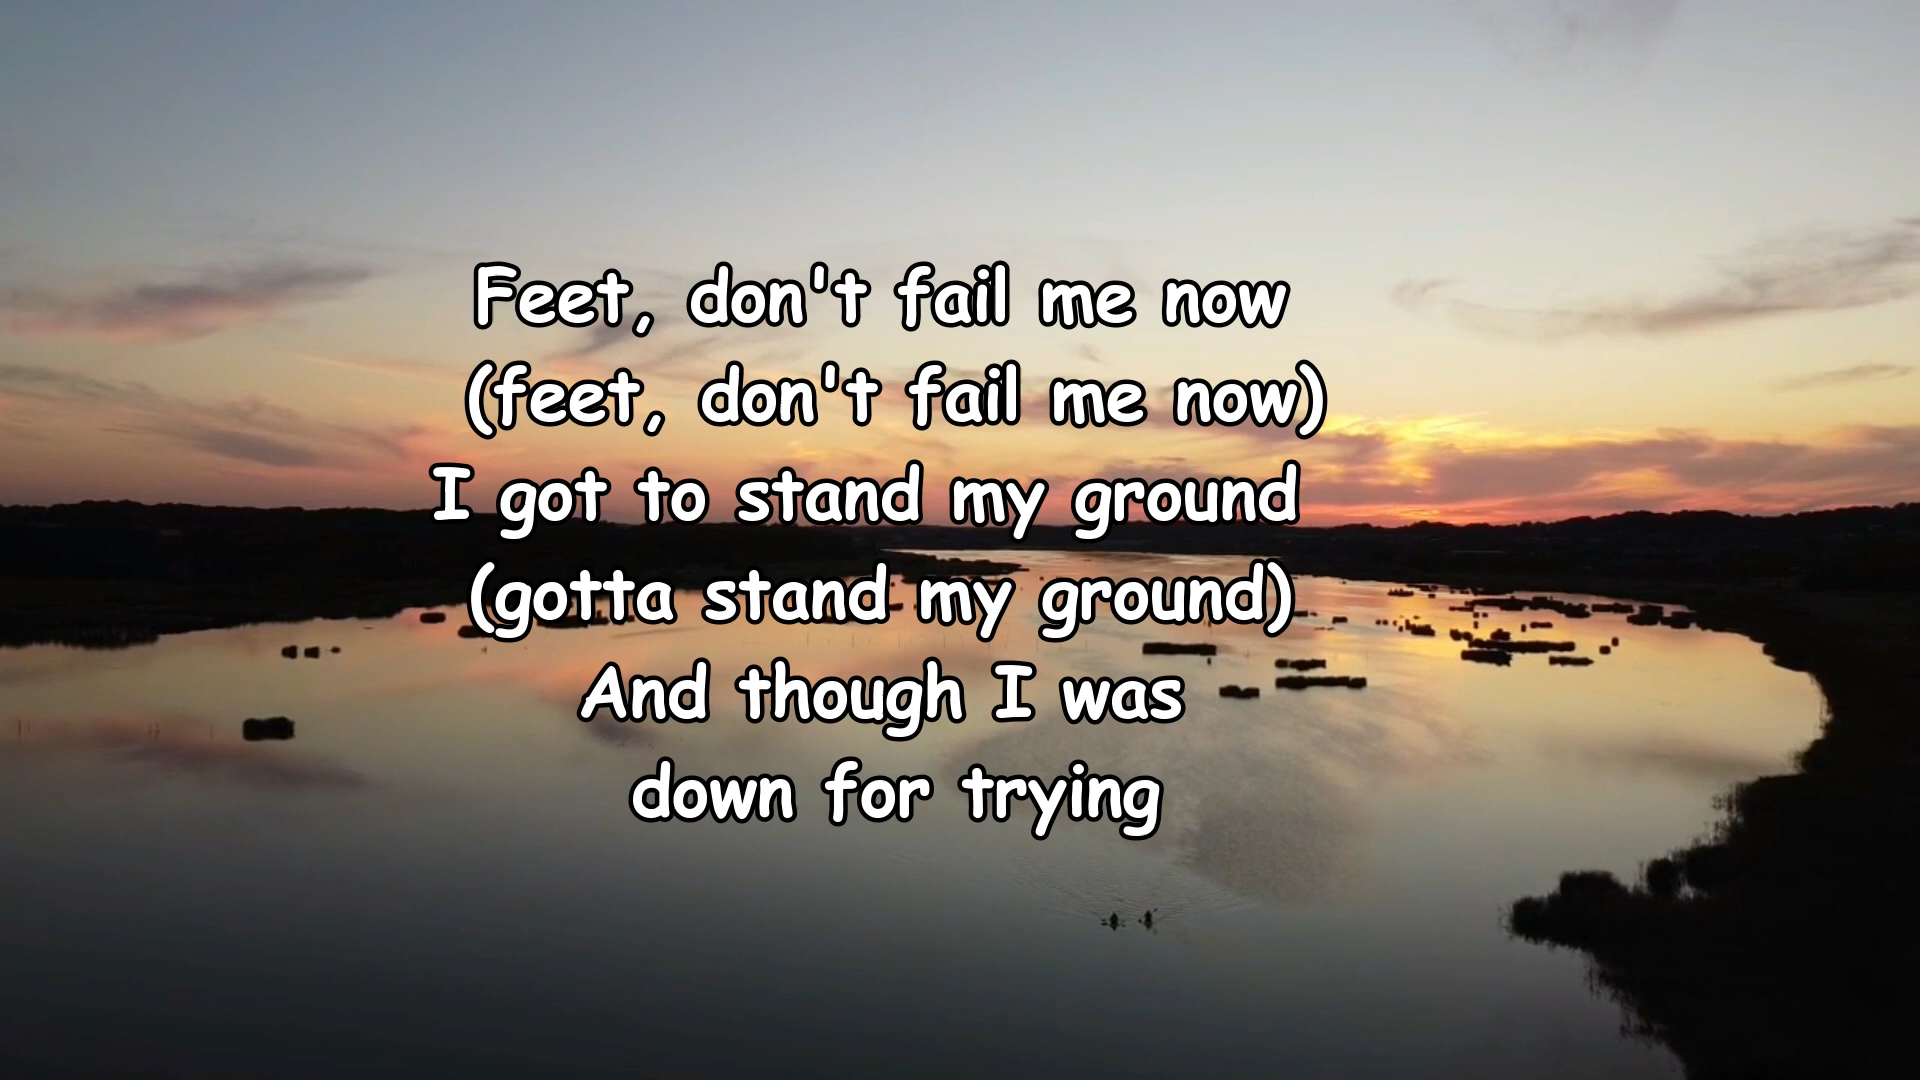 Feet, don't fail me now
(feet, don't fail me now)
I got to stand my ground
(gotta stand my ground)
And though I was
down for trying